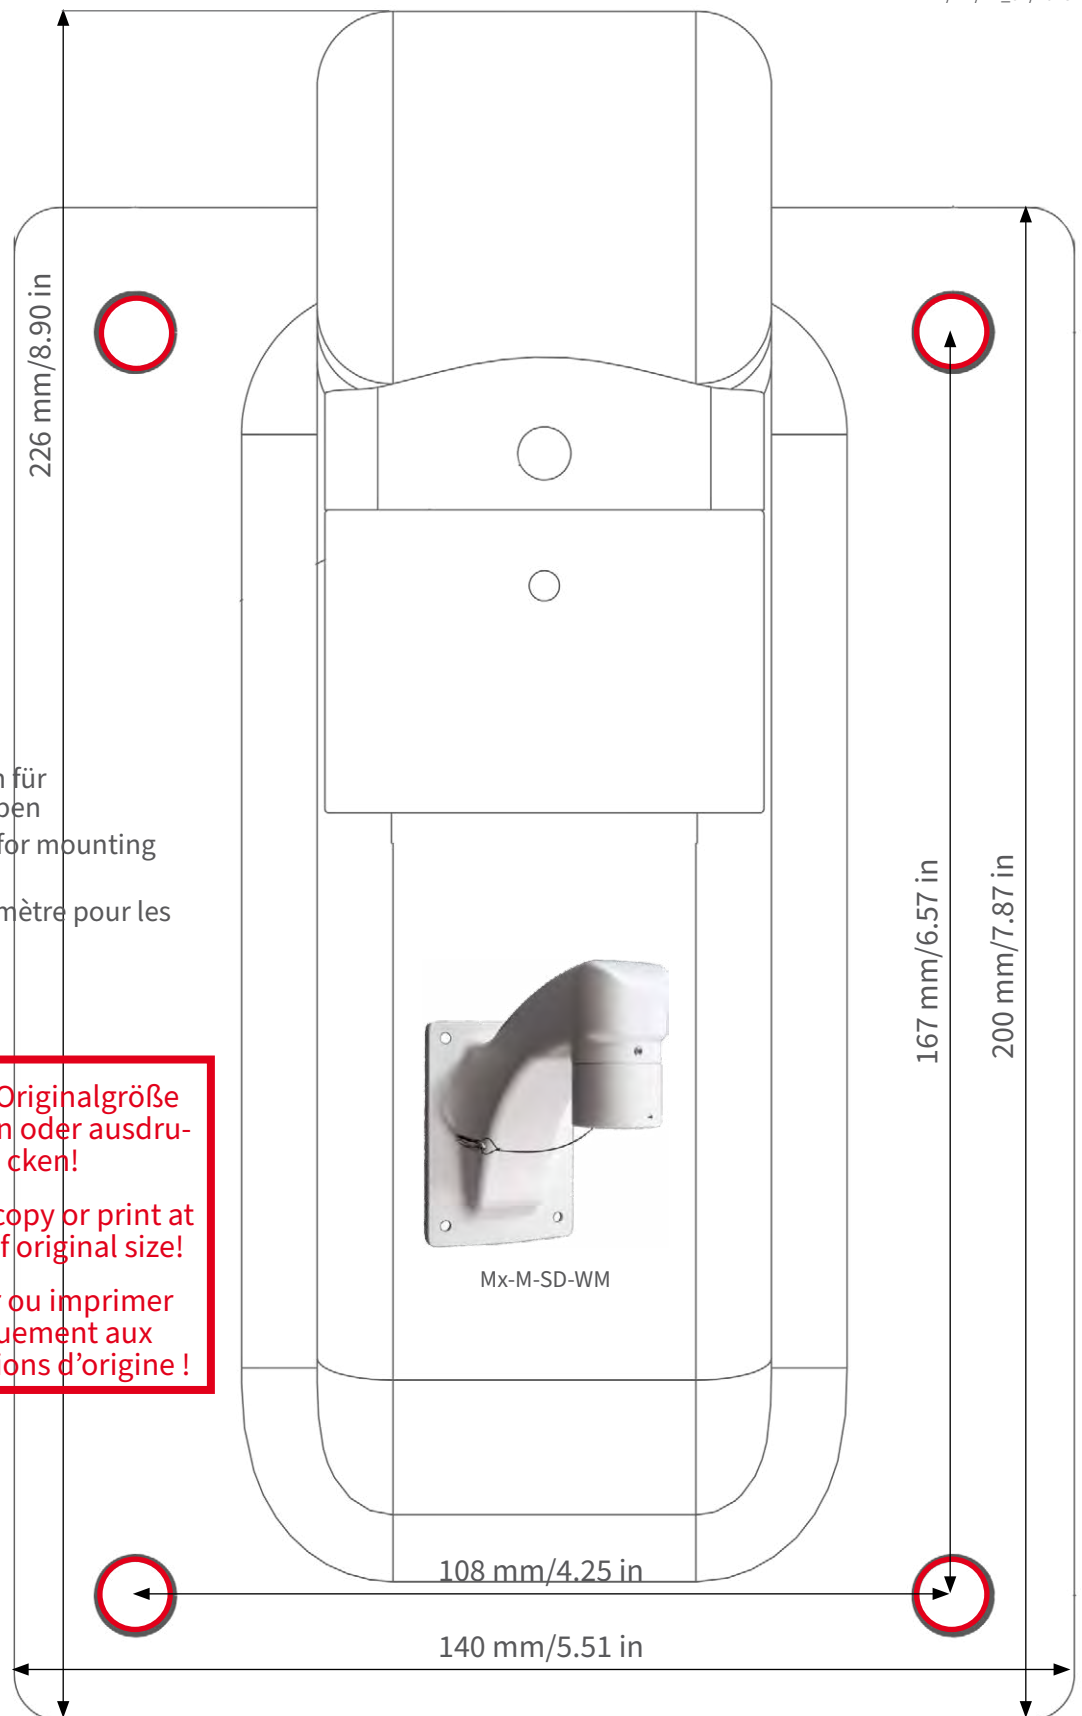 226 mm/8.90 in
n für
ben
for mounting
mètre pour les
167 mm/6.57 in
200 mm/7.87 in
Originalgröße
n oder ausdru-
cken!
copy or print at
f original size!
r ou imprimer
uement aux
ions d’origine !
Mx-M-SD-WM
108 mm/4.25 in
140 mm/5.51 in